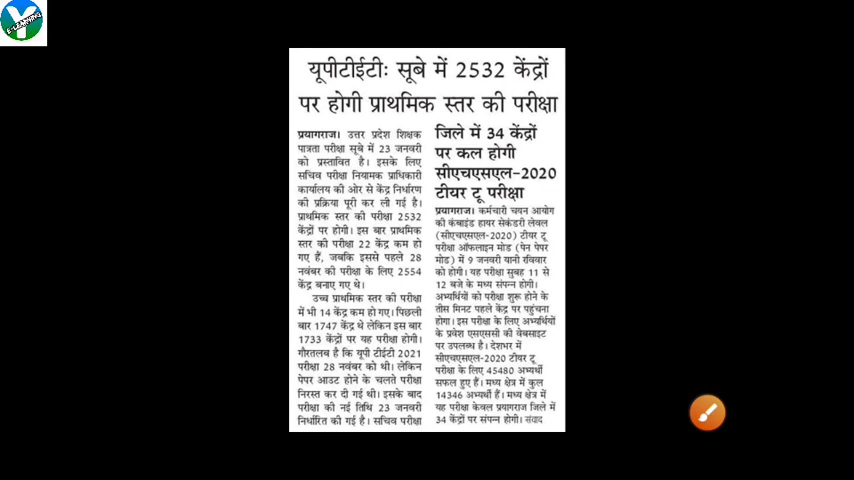 E-LEARNING
यूपीटीईटीः सूबे में 2532 केंद्रों
पर होगी प्राथमिक स्तर की परीक्षा
प्रयागराज। उत्तर प्रदेश शिक्षक
पात्रता परीक्षा सूबे में 23 जनवरी
को प्रस्तावित है। इसके लिए
सचिव परीक्षा नियामक प्राधिकारी
कार्यालय की ओर से केंद्र निर्धारण
की प्रक्रिया पूरी कर ली गई है।
प्राथमिक स्तर की परीक्षा 2532
केंद्रों पर होगी। इस बार प्राथमिक
स्तर की परीक्षा 22 केंद्र कम हो
गए हैं, जबकि इससे पहले 28
नवंबर की परीक्षा के लिए 2554
केंद्र बनाए गए थे।
उच्च प्राथमिक स्तर की परीक्षा
में भी 14 केंद्र कम हो गए। पिछली
बार 1747 केंद्र थे लेकिन इस बार
1733 केंद्रों पर यह परीक्षा होगी।
गौरतलब है कि यूपी टीईटी 2021
परीक्षा 28 नवंबर को थी। लेकिन
पेपर आउट होने के चलते परीक्षा
निरस्त कर दी गई थी। इसके बाद
परीक्षा की नई तिथि 23 जनवरी
निर्धारित की गई है। सचिव परीक्षा
जिले में 34 केंद्रों
पर कल होगी
सीएचएसएल-2020
टीयर टू परीक्षा
प्रयागराज। कर्मचारी चयन आयोग
की कंबाइंड हायर सेकंडरी लेवल
(सीएचएसएल-2020) टीयर टू
परीक्षा ऑफलाइन मोड (पेन पेपर
मोड) में 9 जनवरी यानी रविवार
को होगी। यह परीक्षा सुबह 11 से
12 बजे के मध्य संपन्न होगी।
अभ्यर्थियों को परीक्षा शुरू होने के
तीस मिनट पहले केंद्र पर पहुंचना
होगा। इस परीक्षा के लिए अभ्यर्थियों
के प्रवेश एसएससी की वेबसाइट
पर उपलब्ध है। देशभर में
सीएचएसएल-2020 टीयर टू
परीक्षा के लिए 45480 अभ्यर्थी
सफल हुए हैं। मध्य क्षेत्र में कुल
14346 अभ्यर्थी हैं। मध्य क्षेत्र में
यह परीक्षा केवल प्रयागराज जिले में
34 केंद्रों पर संपन्न होगी। संवाद